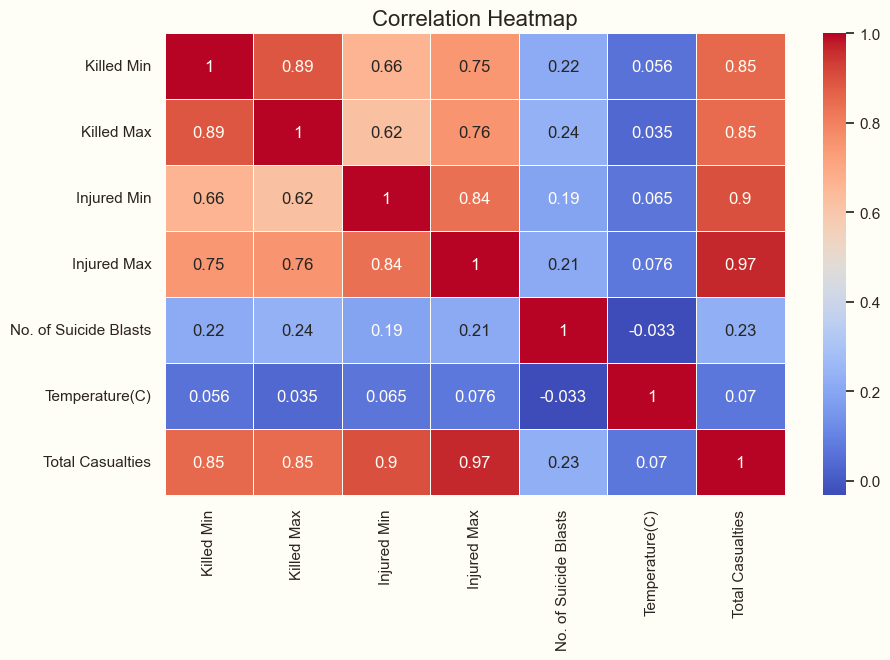 Correlation Heatmap
Killed Min 1 0.89 0.66 0.75 0.22 0.056 0.85
Killed Max 0.89 1 0.62 0.76 0.24 0.035 0.85
Injured Min 0.66 0.62 1 0.84 0.19 0.065 0.9
Injured Max 0.75 0.76 0.84 1 0.21 0.076 0.97
No. of Suicide Blasts 0.22 0.24 0.19 0.21 1 -0.033 0.23
Temperature(C) 0.056 0.035 0.065 0.076 -0.033 1 0.07
Total Casualties 0.85 0.85 0.9 0.97 0.23 0.07 1
Killed Min
Killed Max
Injured Min
Injured Max
No. of Suicide Blasts
Temperature(C)
Total Casualties
1.0
0.8
0.6
0.4
0.2
0.0